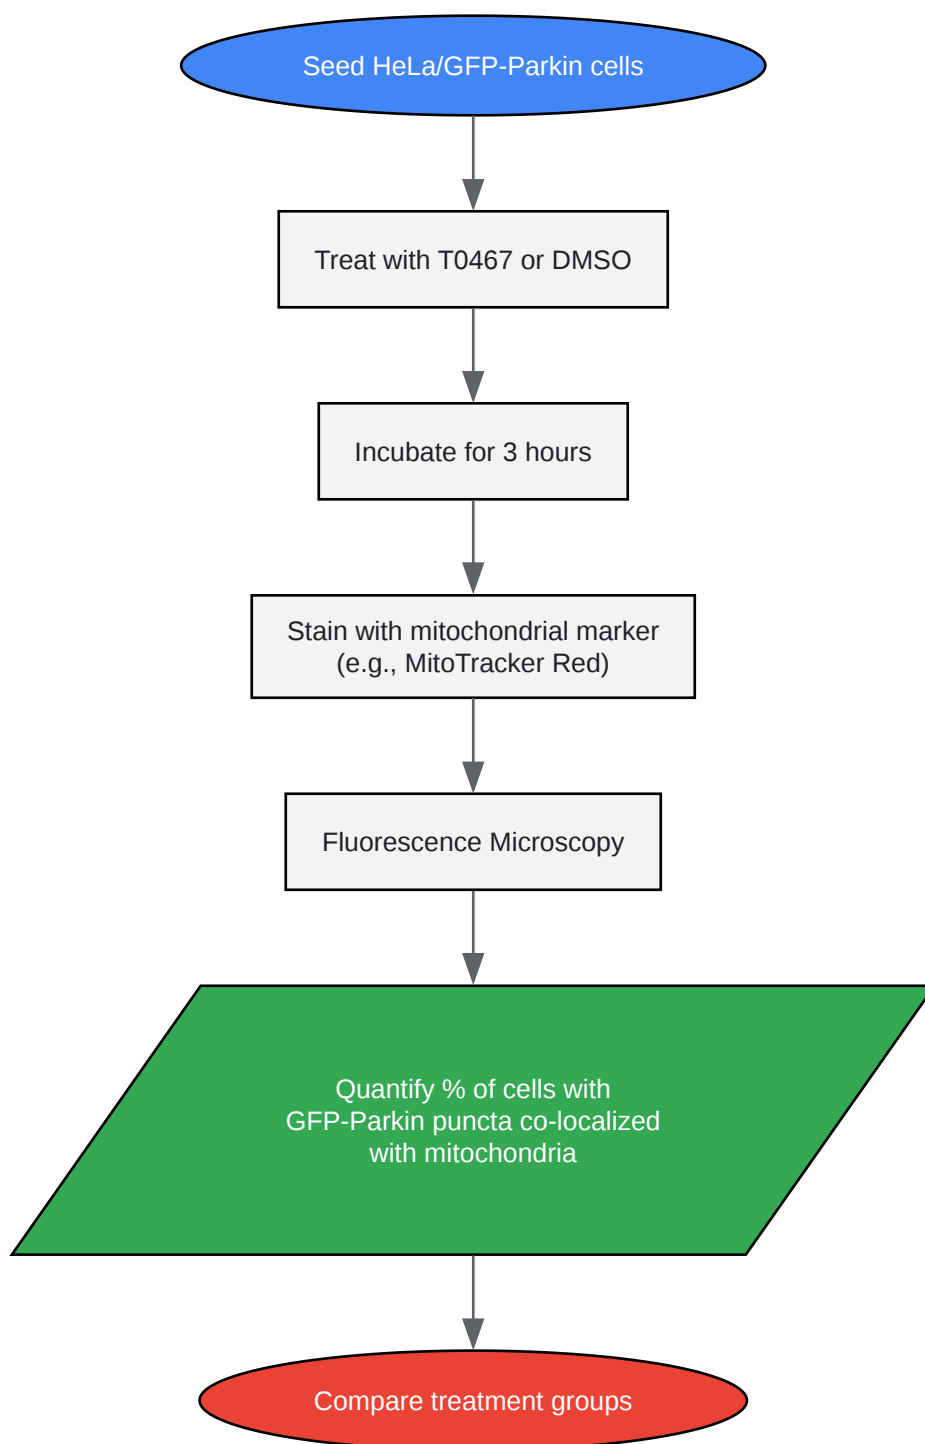 Seed HeLa/GFP-Parkin cells
Treat with T0467 or DMSO
Incubate for 3 hours
Stain with mitochondrial marker
(e.g., MitoTracker Red)
Fluorescence Microscopy
Quantify % of cells with
GFP-Parkin puncta co-localized
with mitochondria
Compare treatment groups